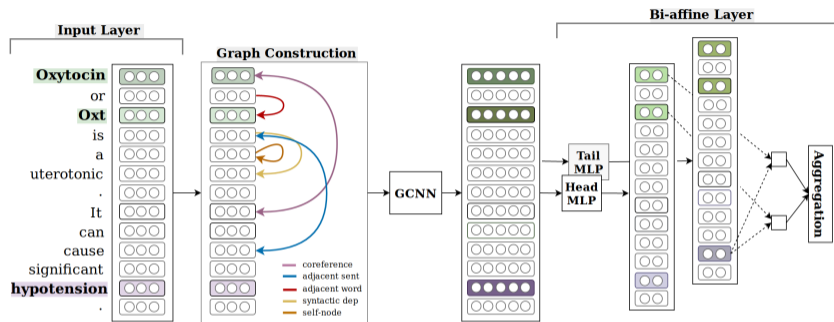 Bi-affine Layer
Input Layer
Graph Construction
Oxytocin
or
Oxt
is
a
uterotonic
.
It
can
cause
significant
hypotension
.
coreference
adjacent sent
adjacent word
syntactic dep
self-node
GCNN
Tail
MLP
Head
MLP
Aggregation